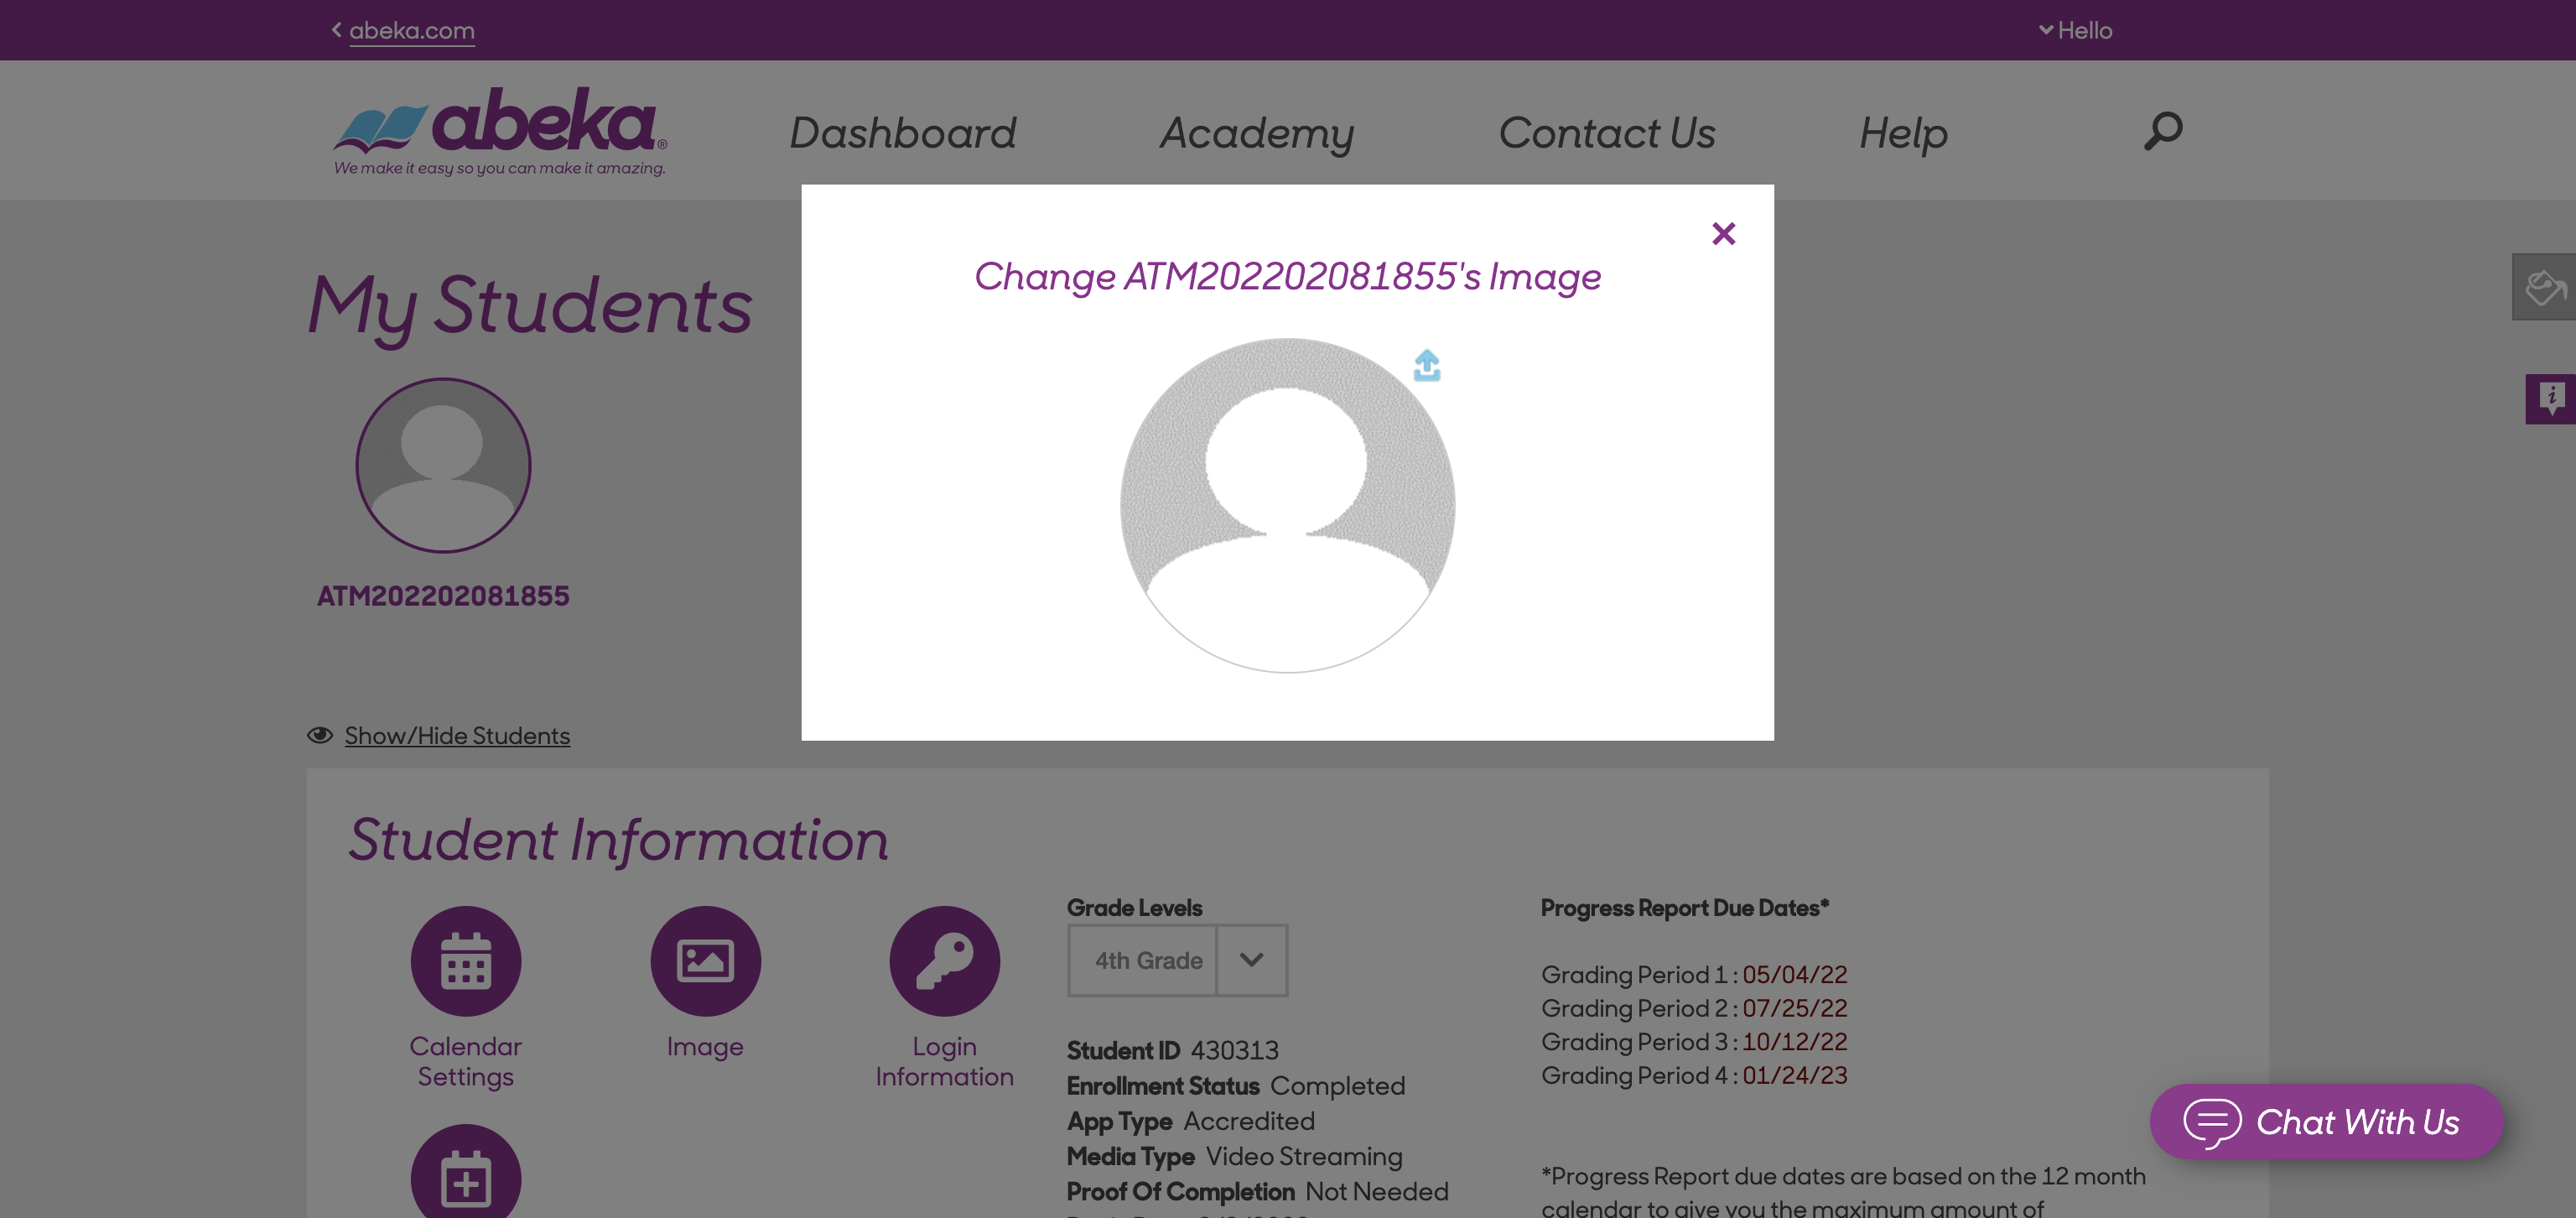 abeka.com
Hello
abeka®
We make it easy so you can make it amazing.
Dashboard
Academy
Contact Us
Help
Change ATM202202081855's Image
My Students
ATM202202081855
Show/Hide Students
Student Information
Calendar
Settings
Image
Login
Information
Grade Levels
4th Grade
Student ID 430313
Enrollment Status Completed
App Type Accredited
Media Type Video Streaming
Proof Of Completion Not Needed
Progress Report Due Dates*
Grading Period 1 : 05/04/22
Grading Period 2 : 07/25/22
Grading Period 3 : 10/12/22
Grading Period 4 : 01/24/23
*Progress Report due dates are based on the 12 month
calendar to give you the maximum amount of
Chat With Us